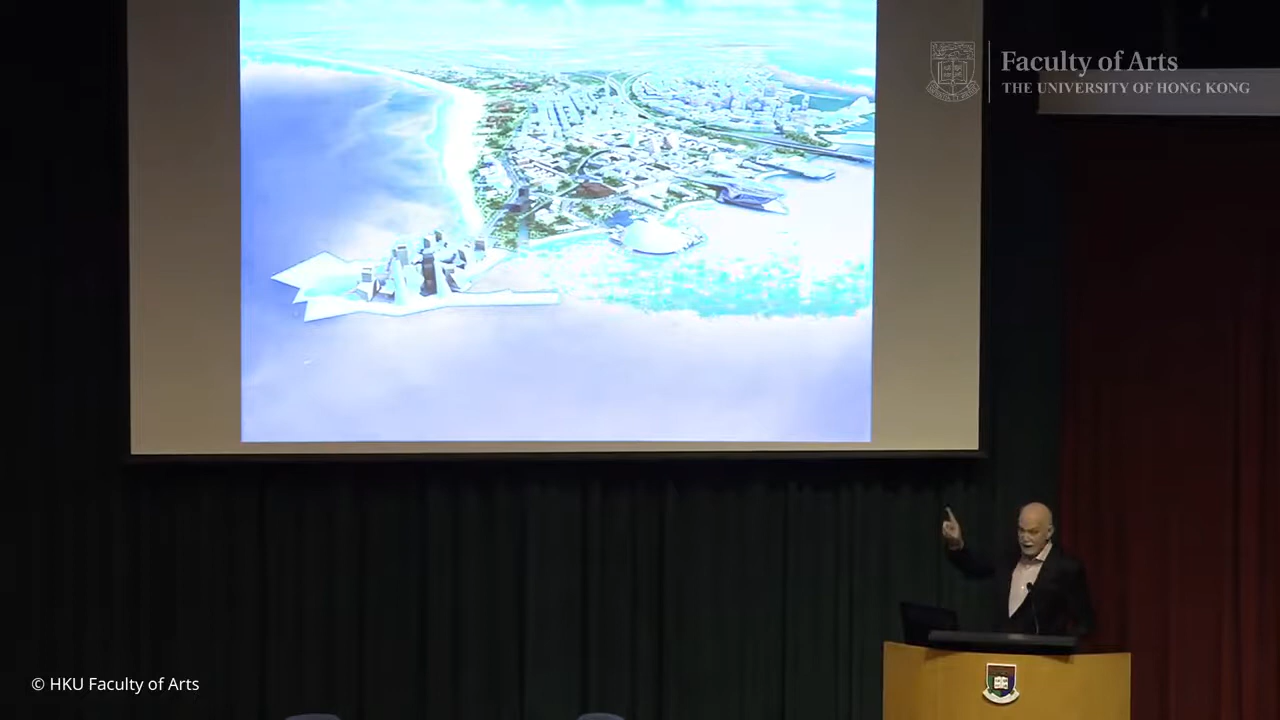 Faculty of Arts
THE UNIVERSITY OF HONG KONG
© HKU Faculty of Arts